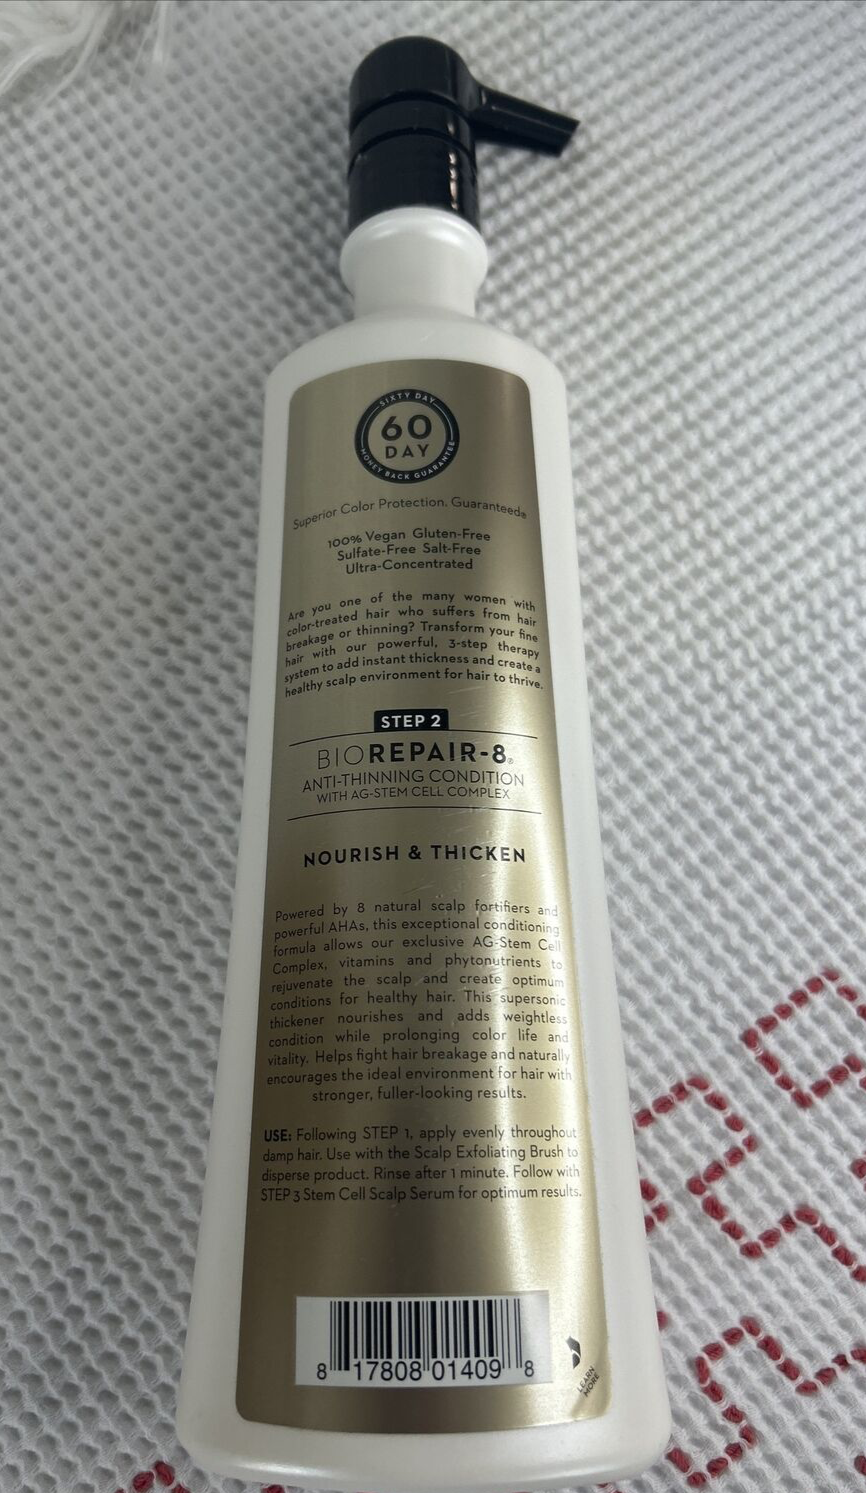 SIXTY DAY
60
DAY
MONEY BACK GUARANTEE
Superior Color Protection. Guaranteed®
100% Vegan Gluten-Free
Sulfate-Free Salt-Free
Ultra-Concentrated
Are you one of the many women with
color-treated hair who suffers from hair
breakage or thinning? Transform your fine
hair with our powerful, 3-step therapy
system to add instant thickness and create a
healthy scalp environment for hair to thrive.
STEP 2
BIOREPAIR-8®
ANTI-THINNING CONDITION
WITH AG-STEM CELL COMPLEX
NOURISH & THICKEN
Powered by 8 natural scalp fortifiers and
powerful AHAs, this exceptional conditioning
formula allows our exclusive AG-Stem Cell
Complex, vitamins and phytonutrients to
rejuvenate the scalp and create optimum
conditions for healthy hair. This supersonic
thickener nourishes and adds weightless
condition while prolonging color life and
vitality. Helps fight hair breakage and naturally
encourages the ideal environment for hair with
stronger, fuller-looking results.
USE: Following STEP 1, apply evenly throughout
damp hair. Use with the Scalp Exfoliating Brush to
disperse product. Rinse after 1 minute. Follow with
STEP 3 Stem Cell Scalp Serum for optimum results.
8 17808 01409 8
LEARN
MORE